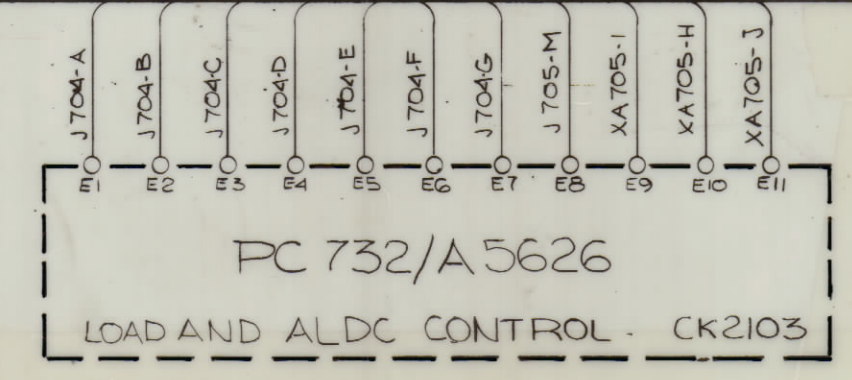 J704-A J704-B J704-C J704-D J704-E J704-F J704-G J705-M XA705-I XA705-H XA705-J
E1 E2 E3 E4 E5 E6 E7 E8 E9 E10 E11
PC 732/A 5626
LOAD AND ALDC CONTROL - CK2103